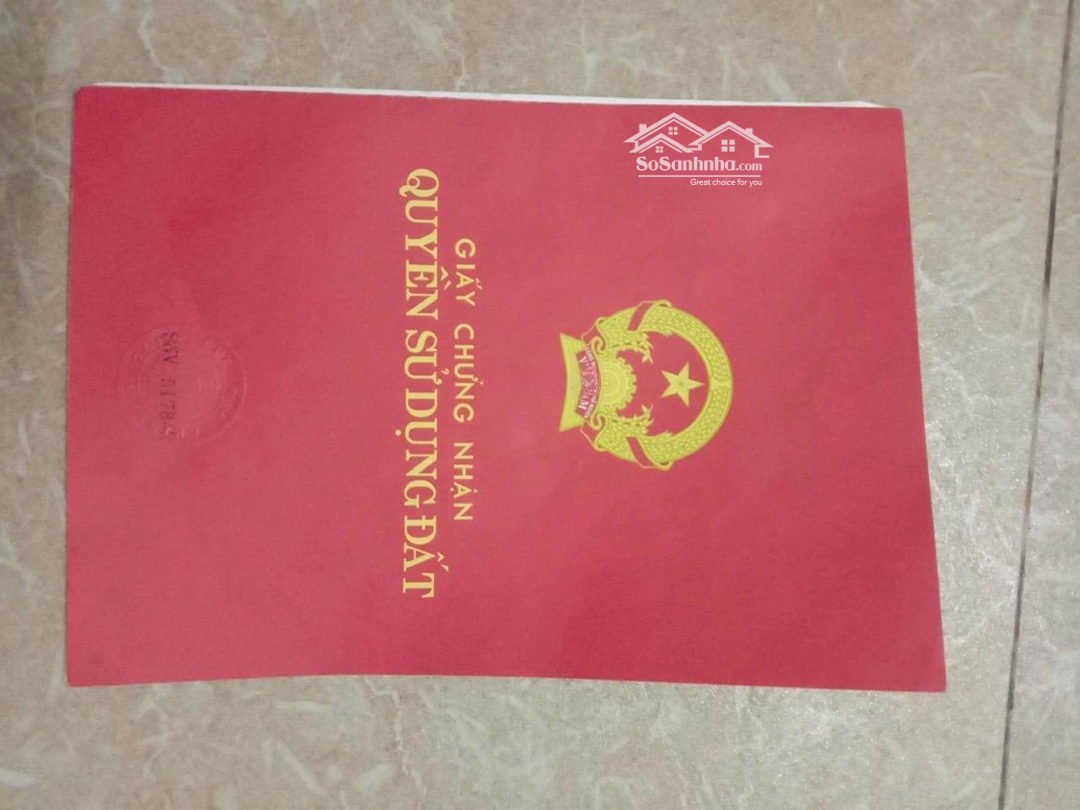 SoSanhnha.com
Great choice for you
GIẤY CHỨNG NHẬN
QUYỀN SỬ DỤNG ĐẤT